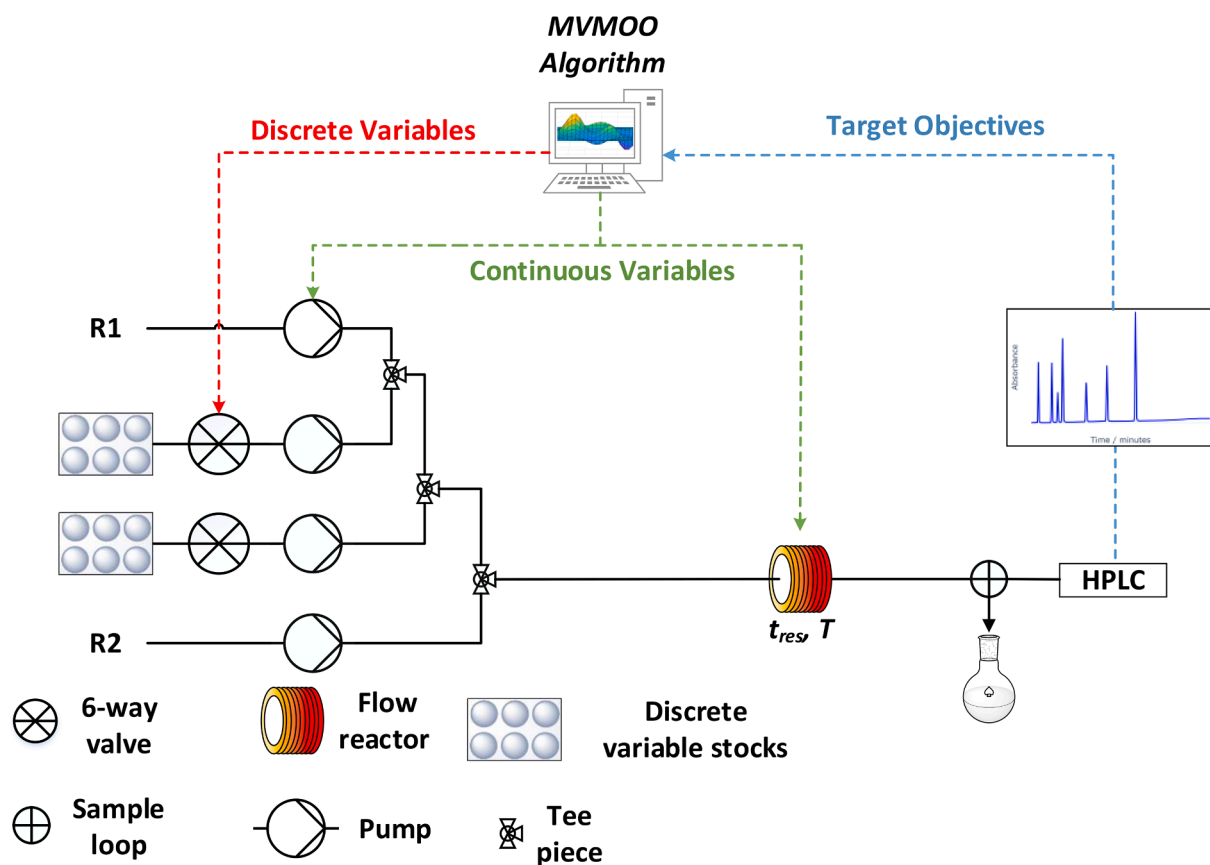 MVMOO
Algorithm
Discrete Variables
Target Objectives
Continuous Variables
R1
Absorbance
Time / minutes
HPLC
R2
tres, T
6-way
valve
Flow
reactor
Discrete
variable stocks
Sample
loop
Pump
Tee
piece